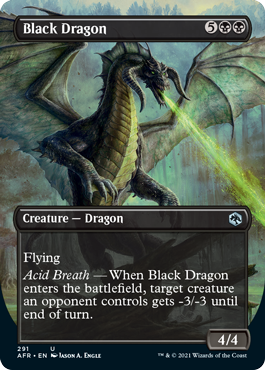 Black Dragon 5
Creature — Dragon
Flying
Acid Breath — When Black Dragon
enters the battlefield, target creature
an opponent controls gets -3/-3 until
end of turn.
4/4
291 U
AFR • EN Jason A. Engle
™ & © 2021 Wizards of the Coast